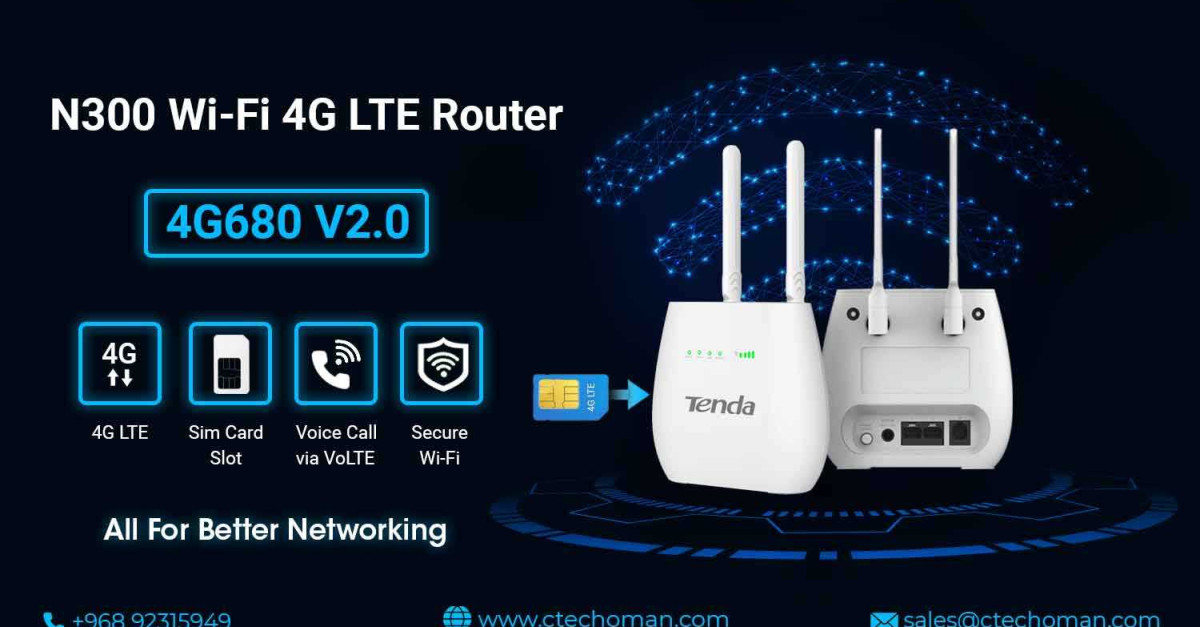 N300 Wi-Fi 4G LTE Router
4G680 V2.0
4G
4G LTE
Sim Card
Slot
Voice Call
via VoLTE
Secure
Wi-Fi
4G LTE
Tenda
All For Better Networking
+968 92315949
www.ctechoman.com
sales@ctechoman.com